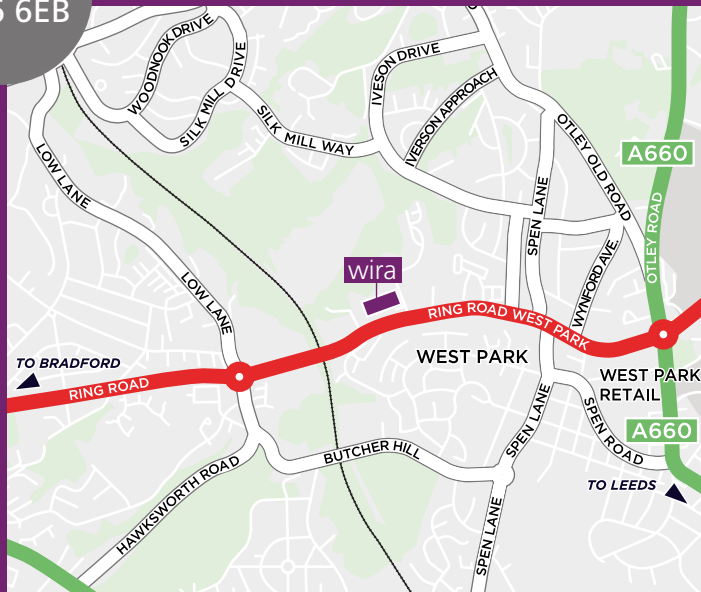 6EB
WOODNOOK DRIVE
SILK MILL DRIVE
IVESON DRIVE
IVERSON APPROACH
SILK MILL WAY
OTLEY OLD ROAD
A660
LOW LANE
SPEN LANE
OTLEY ROAD
WYNFORD AVE.
wira
LOW LANE
RING ROAD WEST PARK
WEST PARK
TO BRADFORD
RING ROAD
WEST PARK
RETAIL
SPEN LANE
SPEN ROAD
A660
BUTCHER HILL
HAWKSWORTH ROAD
TO LEEDS
SPEN LANE